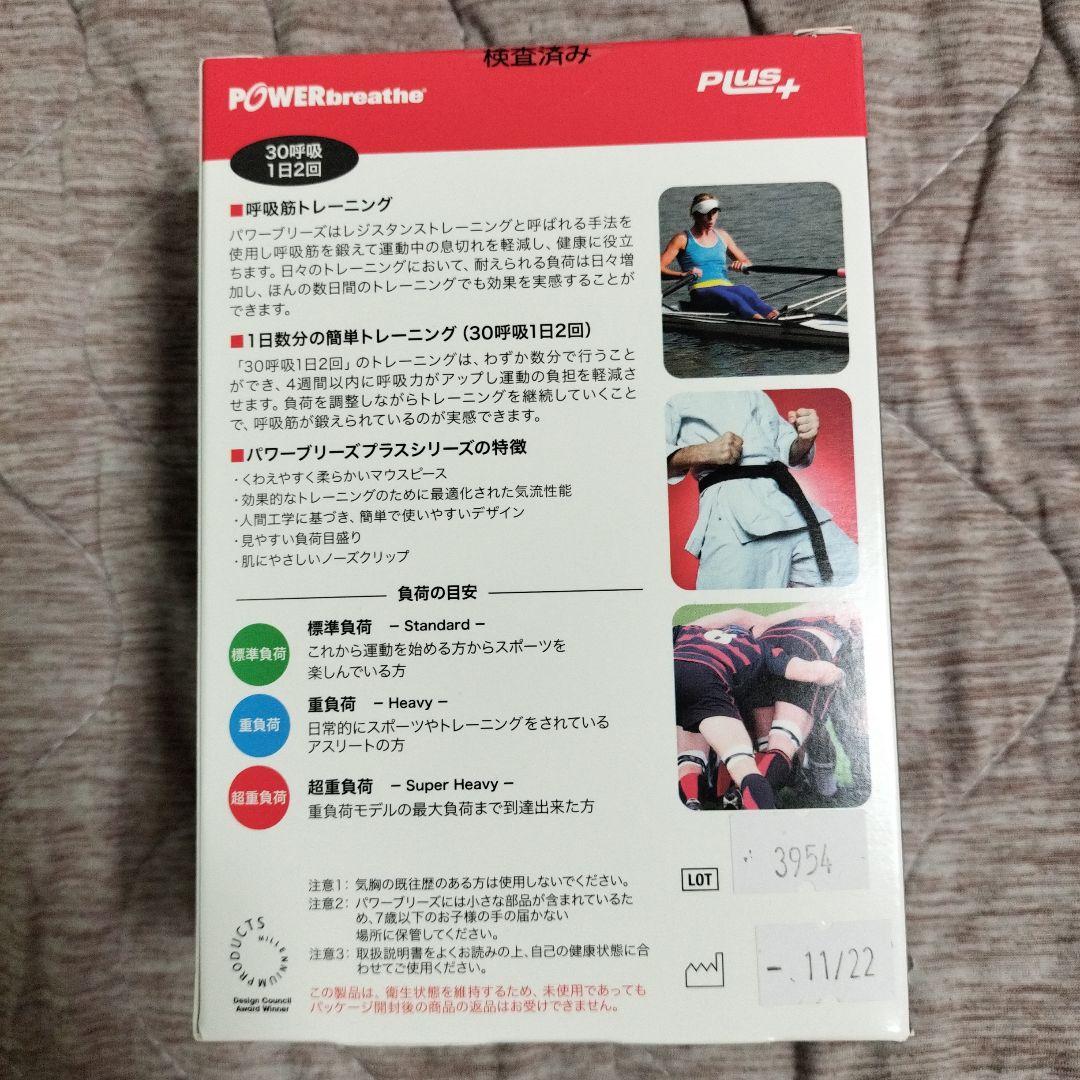 検査済み
POWERbreathe
PLUS+
30呼吸
1日2回
■呼吸筋トレーニング
パワーブリーズはレジスタンストレーニングと呼ばれる手法を
使用し呼吸筋を鍛えて運動中の息切れを軽減し、健康に役立
ちます。日々のトレーニングにおいて、耐えられる負荷は日々増
加し、ほんの数日間のトレーニングでも効果を実感することが
できます。
■1日数分の簡単トレーニング（30呼吸1日2回）
「30呼吸1日2回」のトレーニングは、わずか数分で行うこと
ができ、4週間以内に呼吸力がアップし運動の負担を軽減さ
せます。負荷を調整しながらトレーニングを継続していくこと
で、呼吸筋が鍛えられているのが実感できます。
■パワーブリーズプラスシリーズの特徴
・くわえやすく柔らかいマウスピース
・効果的なトレーニングのために最適化された気流性能
・人間工学に基づき、簡単で使いやすいデザイン
・見やすい負荷目盛り
・肌にやさしいノーズクリップ
負荷の目安
標準負荷
標準負荷 － Standard －
これから運動を始める方からスポーツを
楽しんでいる方
重負荷
重負荷 － Heavy －
日常的にスポーツやトレーニングをされている
アスリートの方
超重負荷
超重負荷 － Super Heavy －
重負荷モデルの最大負荷まで到達出来た方
注意1： 気胸の既往歴のある方は使用しないでください。
注意2： パワーブリーズには小さな部品が含まれているた
め、7歳以下のお子様の手の届かない
場所に保管してください。
注意3： 取扱説明書をよくお読みの上、自己の健康状態に合
わせてご使用ください。
この製品は、衛生状態を維持するため、未使用であっても
パッケージ開封後の商品の返品はお受けできません。
MILLENNIUM PRODUCTS
Design Council
Award Winner
LOT
3954
-. 11/22